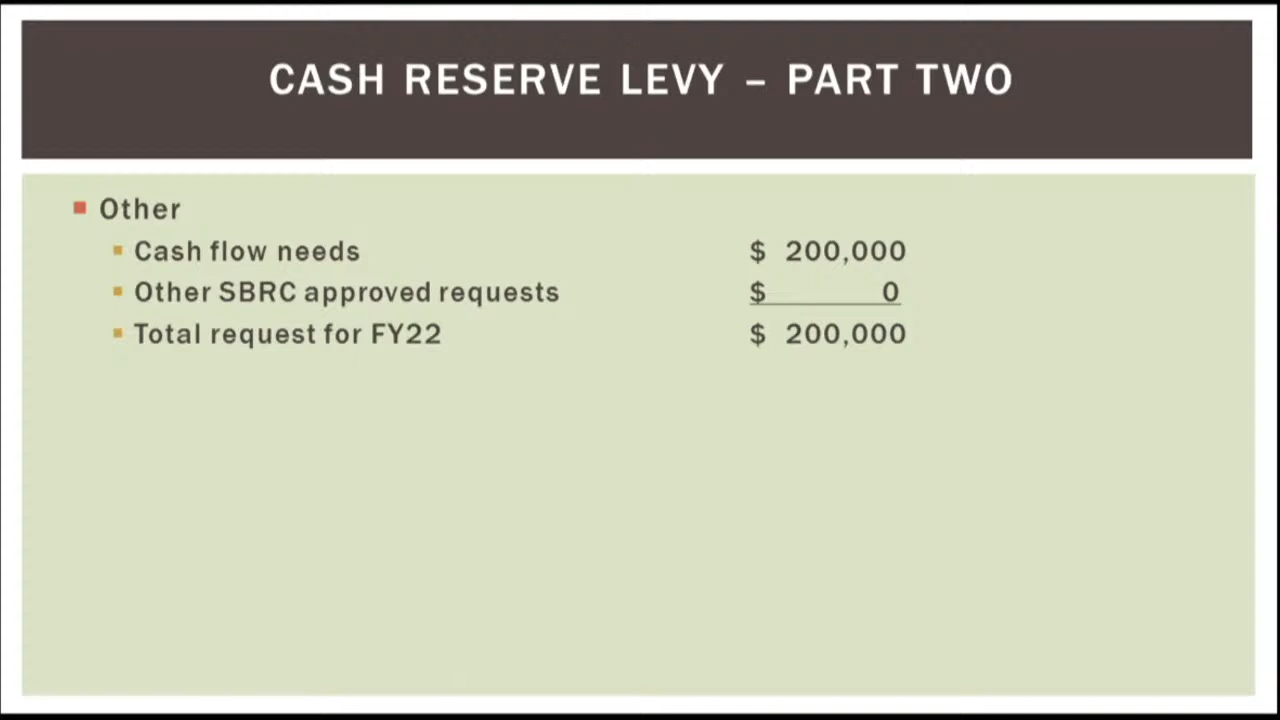 CASH RESERVE LEVY – PART TWO
Other
Cash flow needs $ 200,000
Other SBRC approved requests $ 0
Total request for FY22 $ 200,000